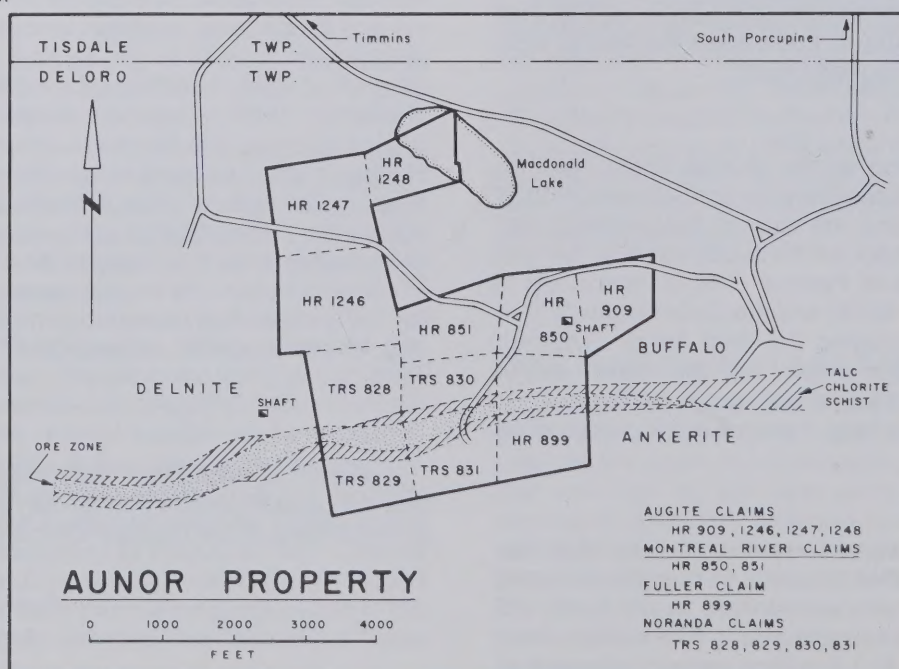 TISDALE TWP.
DELORO TWP.
Timmins
South Porcupine
N
Macdonald
Lake
HR
1248
HR 1247
HR 1246
HR 851
HR
850
SHAFT
HR
909
BUFFALO
DELNITE
SHAFT
TRS 828
TRS 830
TALC
CHLORITE
SCHIST
ORE ZONE
HR 899
ANKERITE
TRS 829
TRS 831
AUGITE CLAIMS
HR 909, 1246, 1247, 1248
MONTREAL RIVER CLAIMS
HR 850, 851
FULLER CLAIM
HR 899
NORANDA CLAIMS
TRS 828, 829, 830, 831
AUNOR PROPERTY
0 1000 2000 3000 4000
FEET